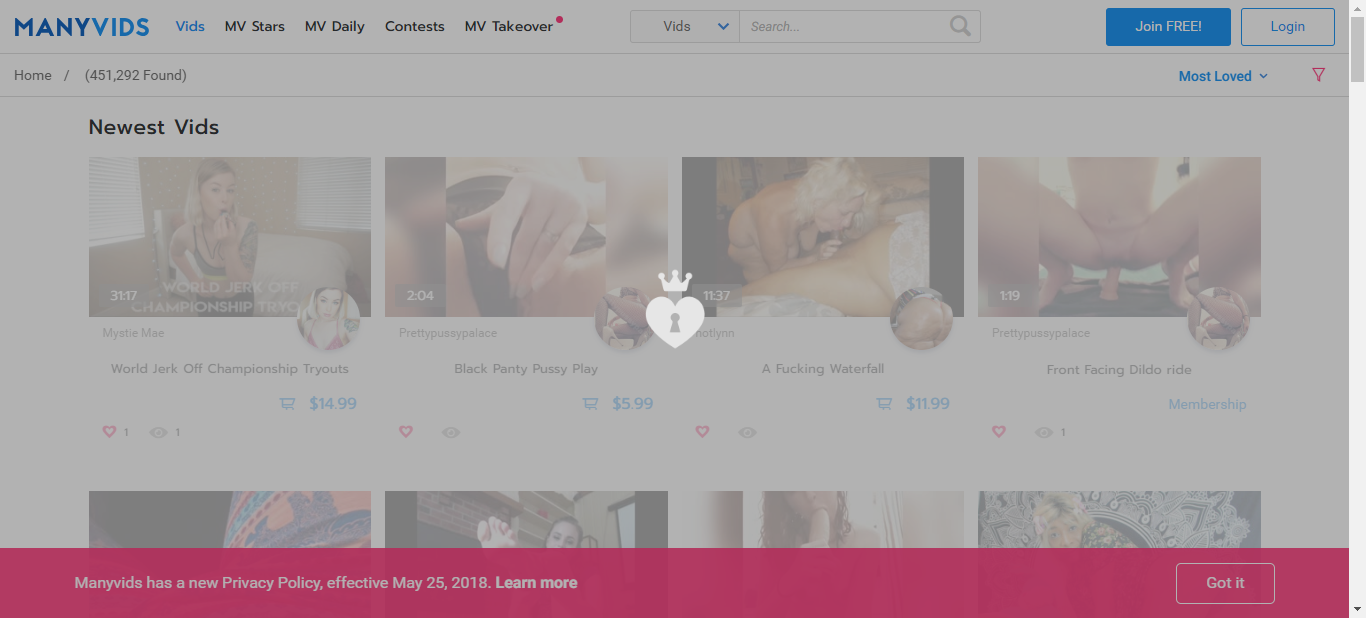 MANYVIDS Vids MV Stars MV Daily Contests MV Takeover Vids Search... Join FREE! Login
Home / (451,292 Found) Most Loved
Newest Vids
WORLD JERK OFF
CHAMPIONSHIP TRYO
31:17 2:04 11:37 1:19
Mystie Mae Prettypussypalace hotlynn Prettypussypalace
World Jerk Off Championship Tryouts Black Panty Pussy Play A Fucking Waterfall Front Facing Dildo ride
$14.99 $5.99 $11.99 Membership
1 1 1
Manyvids has a new Privacy Policy, effective May 25, 2018. Learn more Got it